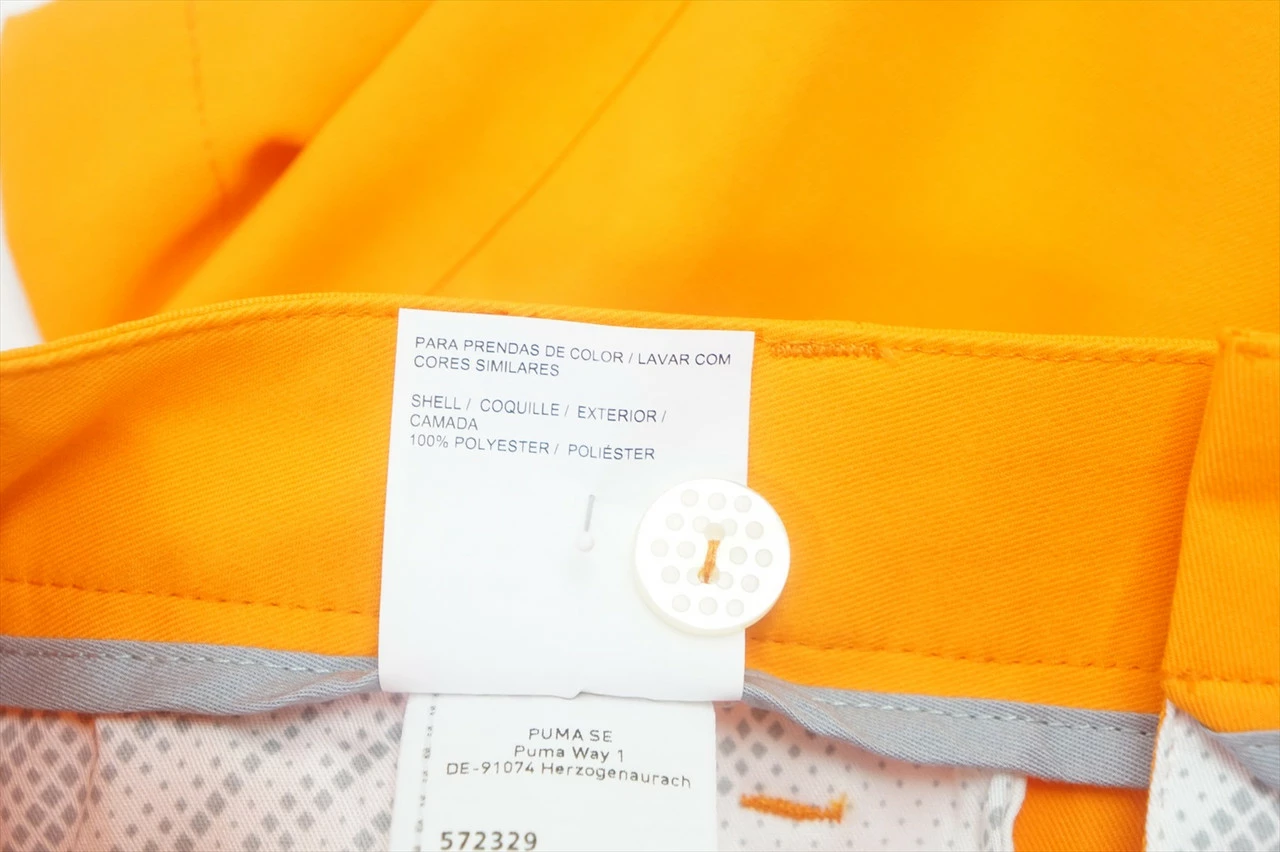 PARA PRENDAS DE COLOR / LAVAR COM
CORES SIMILARES
SHELL / COQUILLE / EXTERIOR /
CAMADA
100% POLYESTER / POLIÉSTER
PUMA SE
Puma Way 1
DE-91074 Herzogenaurach
572329